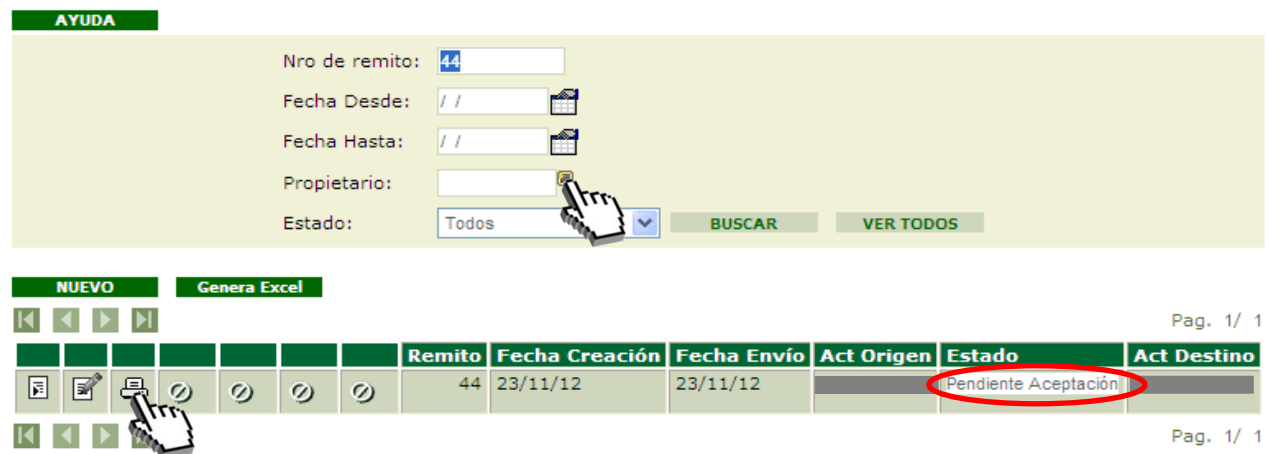 AYUDA
Nro de remito: 44
Fecha Desde: / /
Fecha Hasta: / /
Propietario:
Estado: Todos BUSCAR VER TODOS
NUEVO Genera Excel
Pag. 1/ 1
Remito Fecha Creación Fecha Envío Act Origen Estado Act Destino
44 23/11/12 23/11/12 Pendiente Aceptación
Pag. 1/ 1